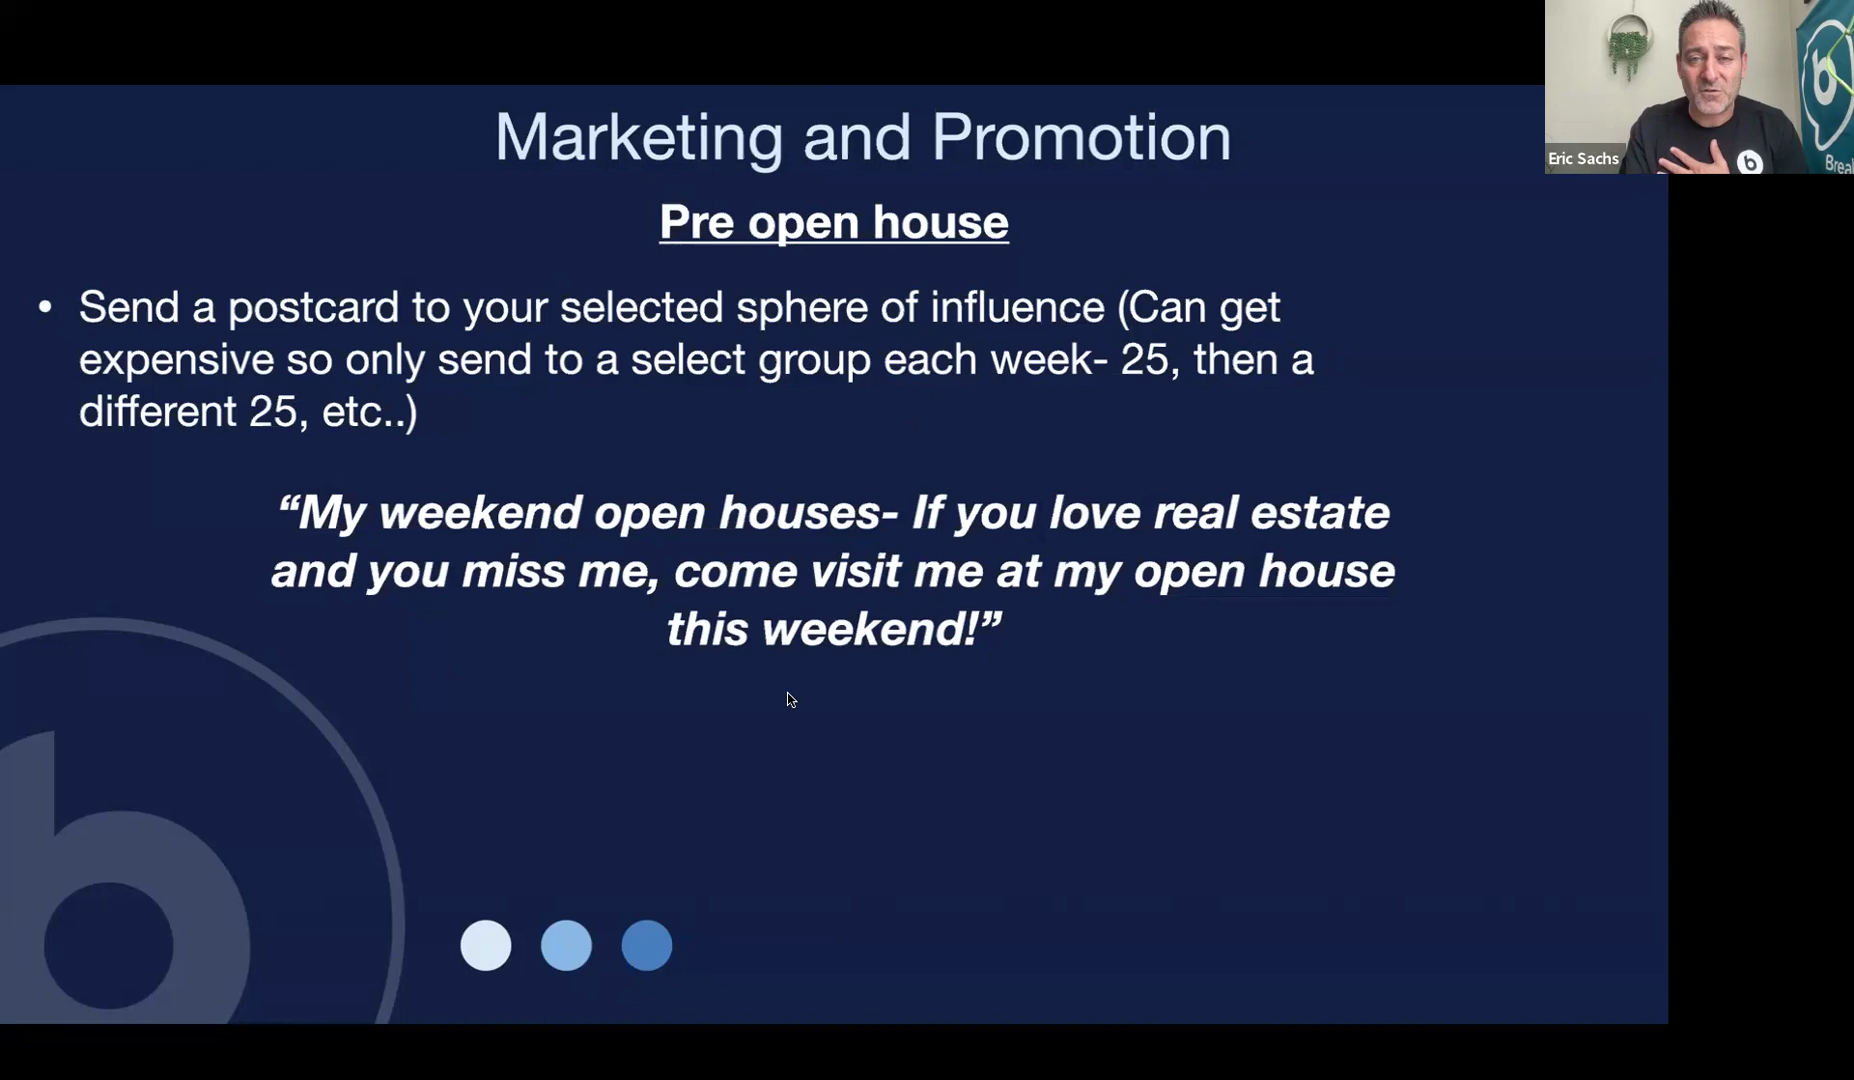 Marketing and Promotion
Pre open house
• Send a postcard to your selected sphere of influence (Can get
expensive so only send to a select group each week- 25, then a
different 25, etc..)
“My weekend open houses- If you love real estate
and you miss me, come visit me at my open house
this weekend!”
Eric Sachs
b
b
b
Brea